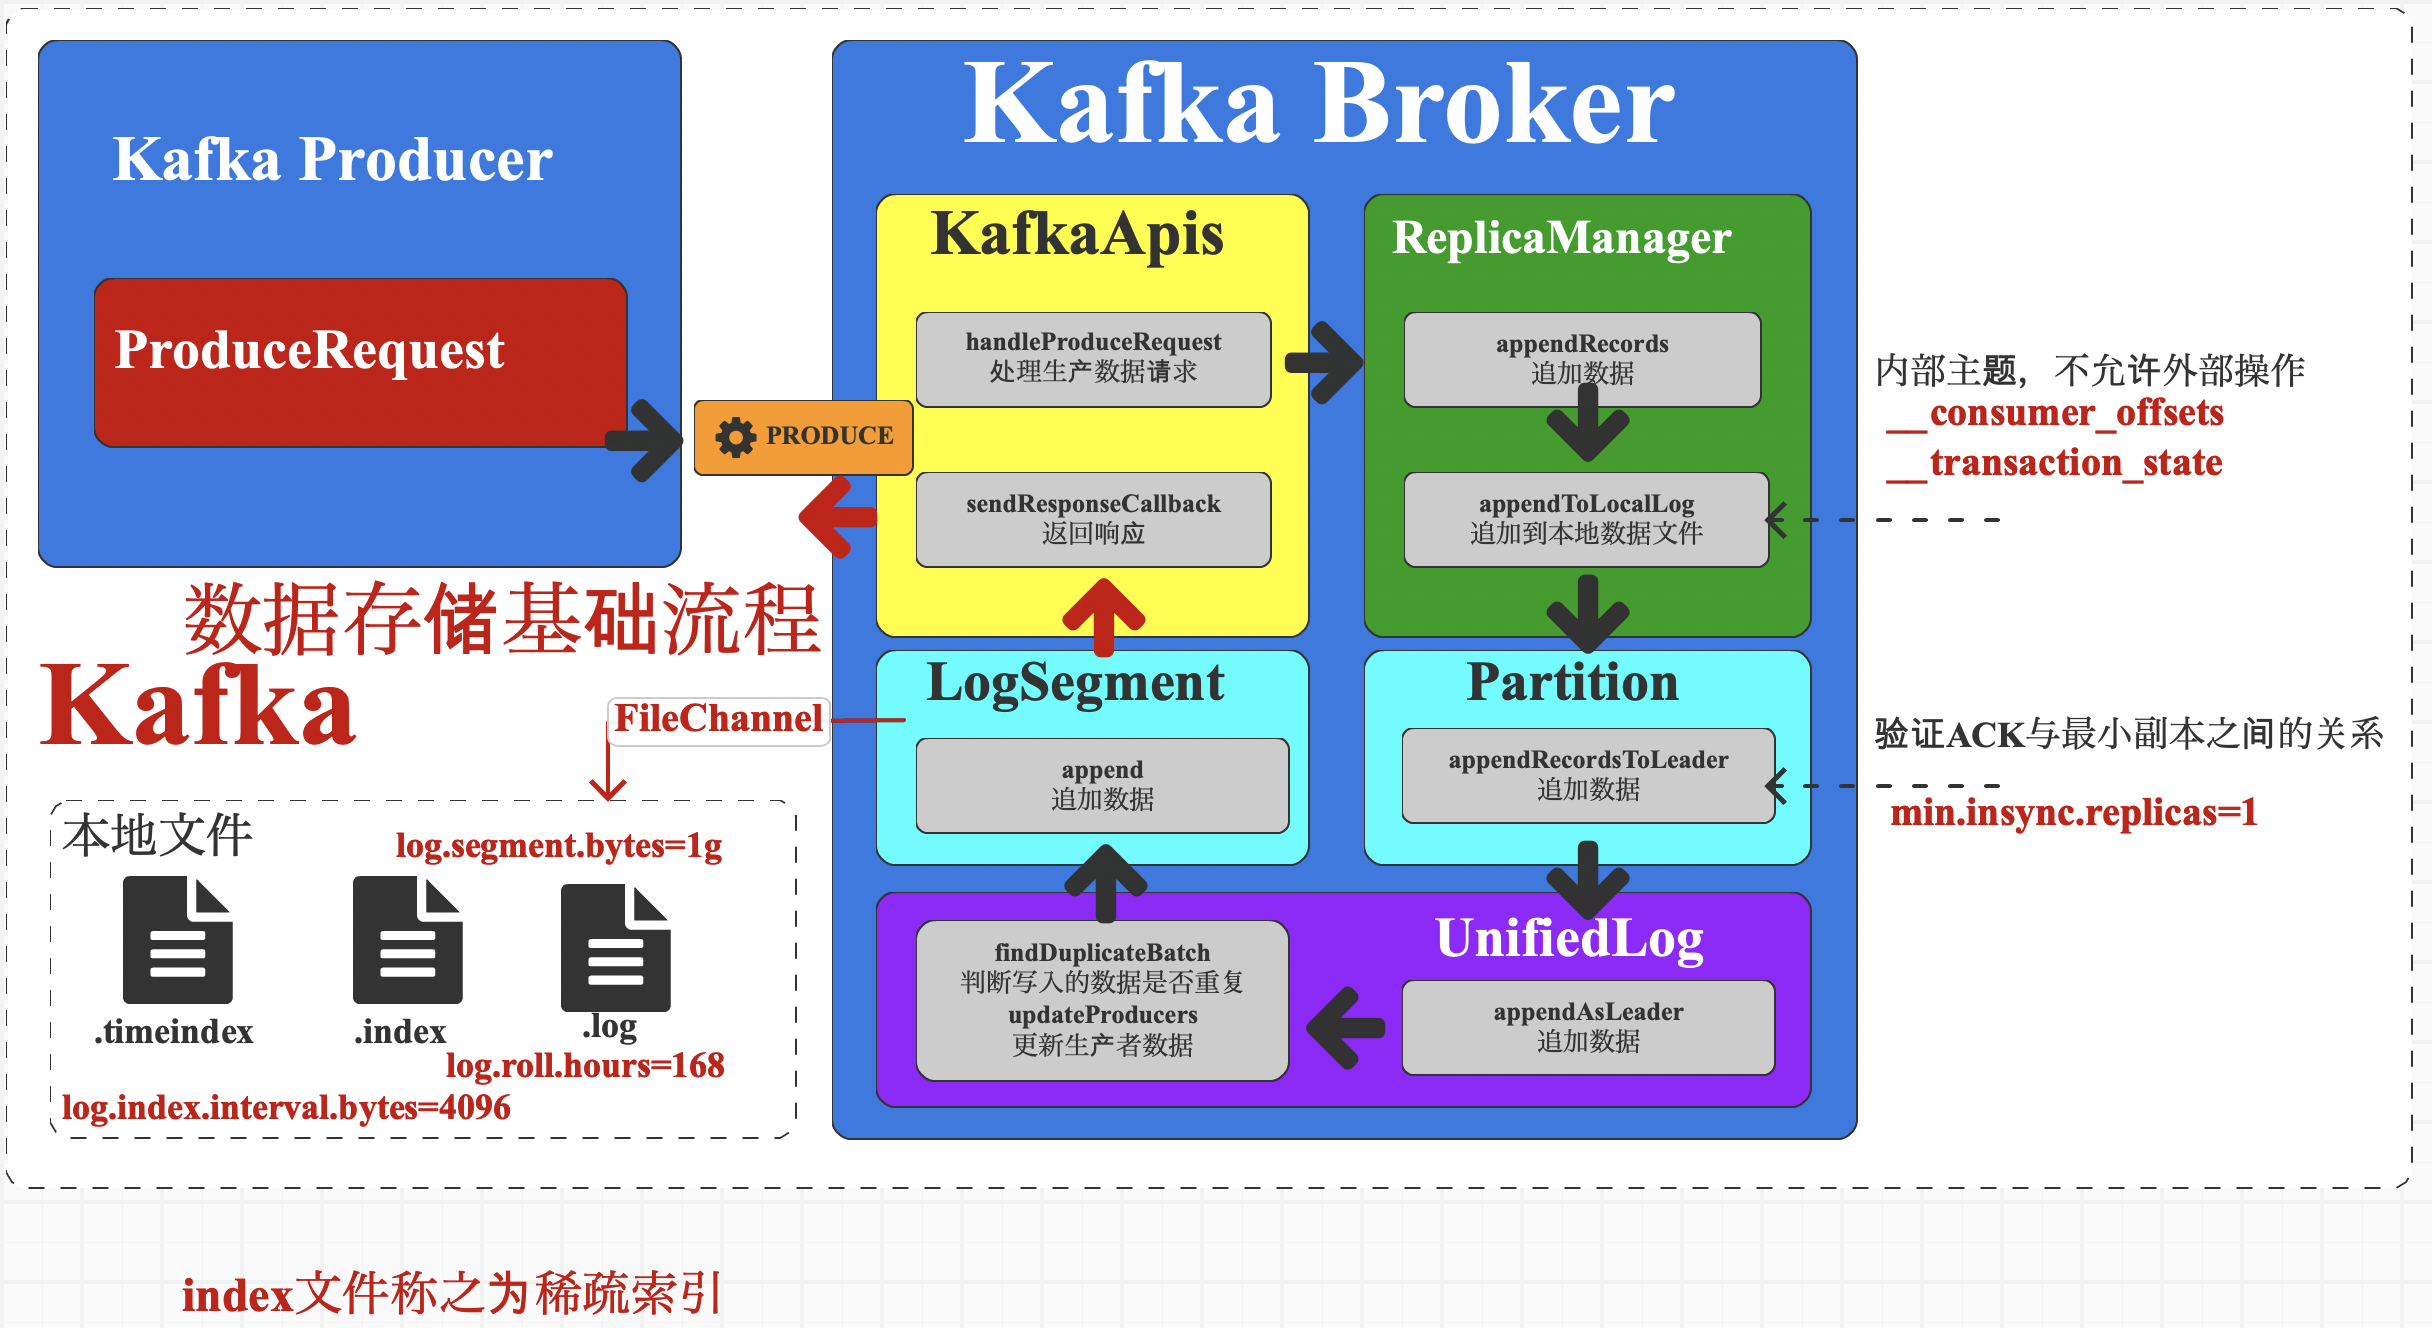 Kafka Producer
ProduceRequest
PRODUCE
Kafka Broker
KafkaApis
handleProduceRequest
处理生产数据请求
sendResponseCallback
返回响应
ReplicaManager
appendRecords
追加数据
appendToLocalLog
追加到本地数据文件
内部主题，不允许外部操作
__consumer_offsets
__transaction_state
数据存储基础流程
Kafka
FileChannel
LogSegment
append
追加数据
Partition
appendRecordsToLeader
追加数据
验证ACK与最小副本之间的关系
min.insync.replicas=1
UnifiedLog
appendAsLeader
追加数据
findDuplicateBatch
判断写入的数据是否重复
updateProducers
更新生产者数据
本地文件
log.segment.bytes=1g
.timeindex
.index
.log
log.roll.hours=168
log.index.interval.bytes=4096
index文件称之为稀疏索引